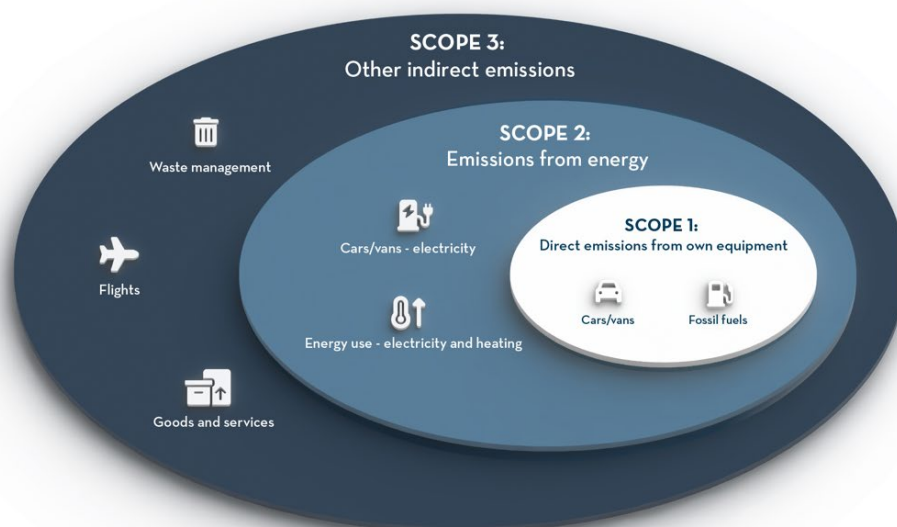 SCOPE 3:
Other indirect emissions
Waste management
Flights
Goods and services
SCOPE 2:
Emissions from energy
Cars/vans - electricity
Energy use - electricity and heating
SCOPE 1:
Direct emissions from own equipment
Cars/vans
Fossil fuels